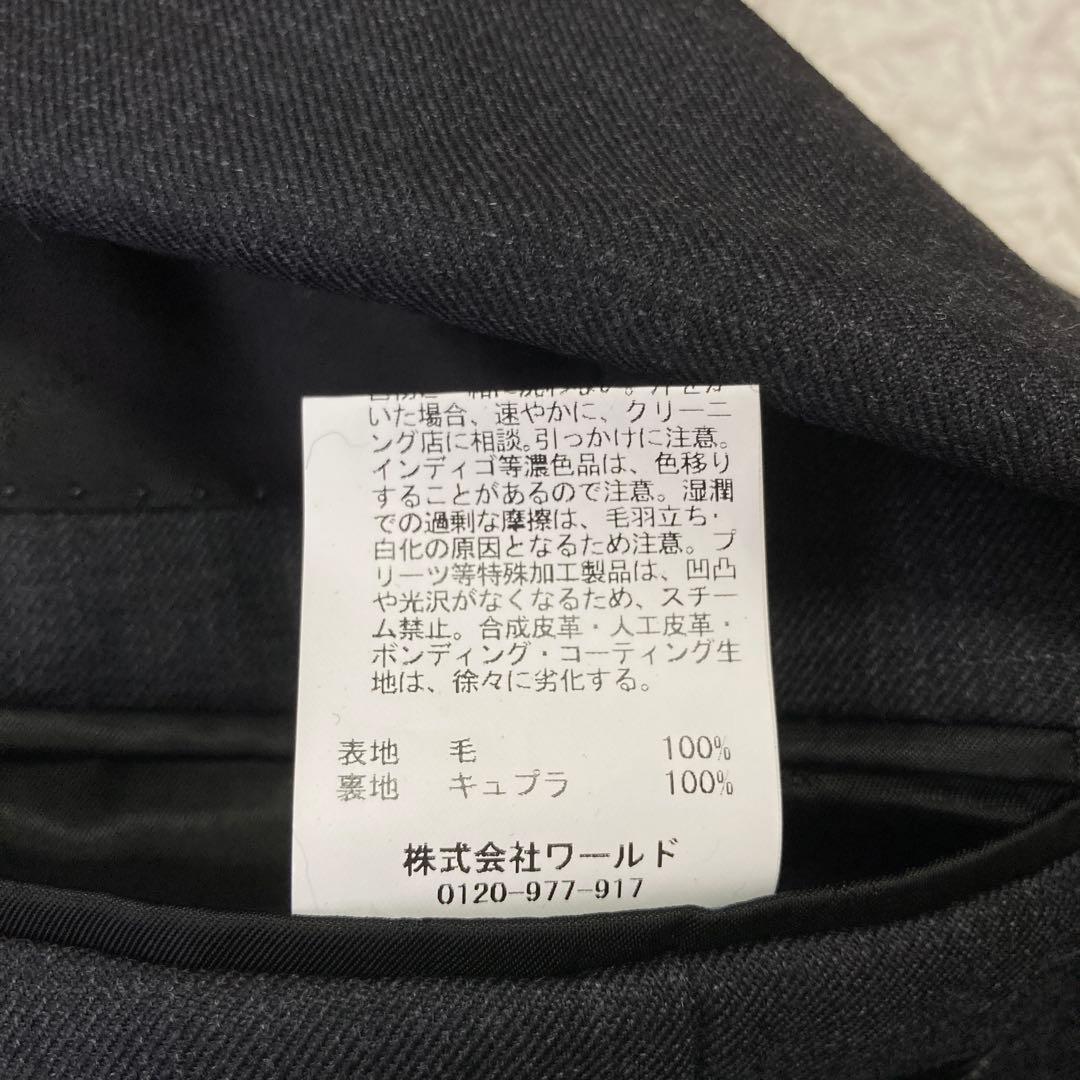 いた場合、速やかに、クリーニ
ング店に相談。引っかけに注意。
インディゴ等濃色品は、色移り
することがあるので注意。湿潤
での過剰な摩擦は、毛羽立ち・
白化の原因となるため注意。プ
リーツ等特殊加工製品は、凹凸
や光沢がなくなるため、スチー
ム禁止。合成皮革・人工皮革・
ボンディング・コーティング生
地は、徐々に劣化する。
表地 毛 100%
裏地 キュプラ 100%
株式会社ワールド
0120-977-917